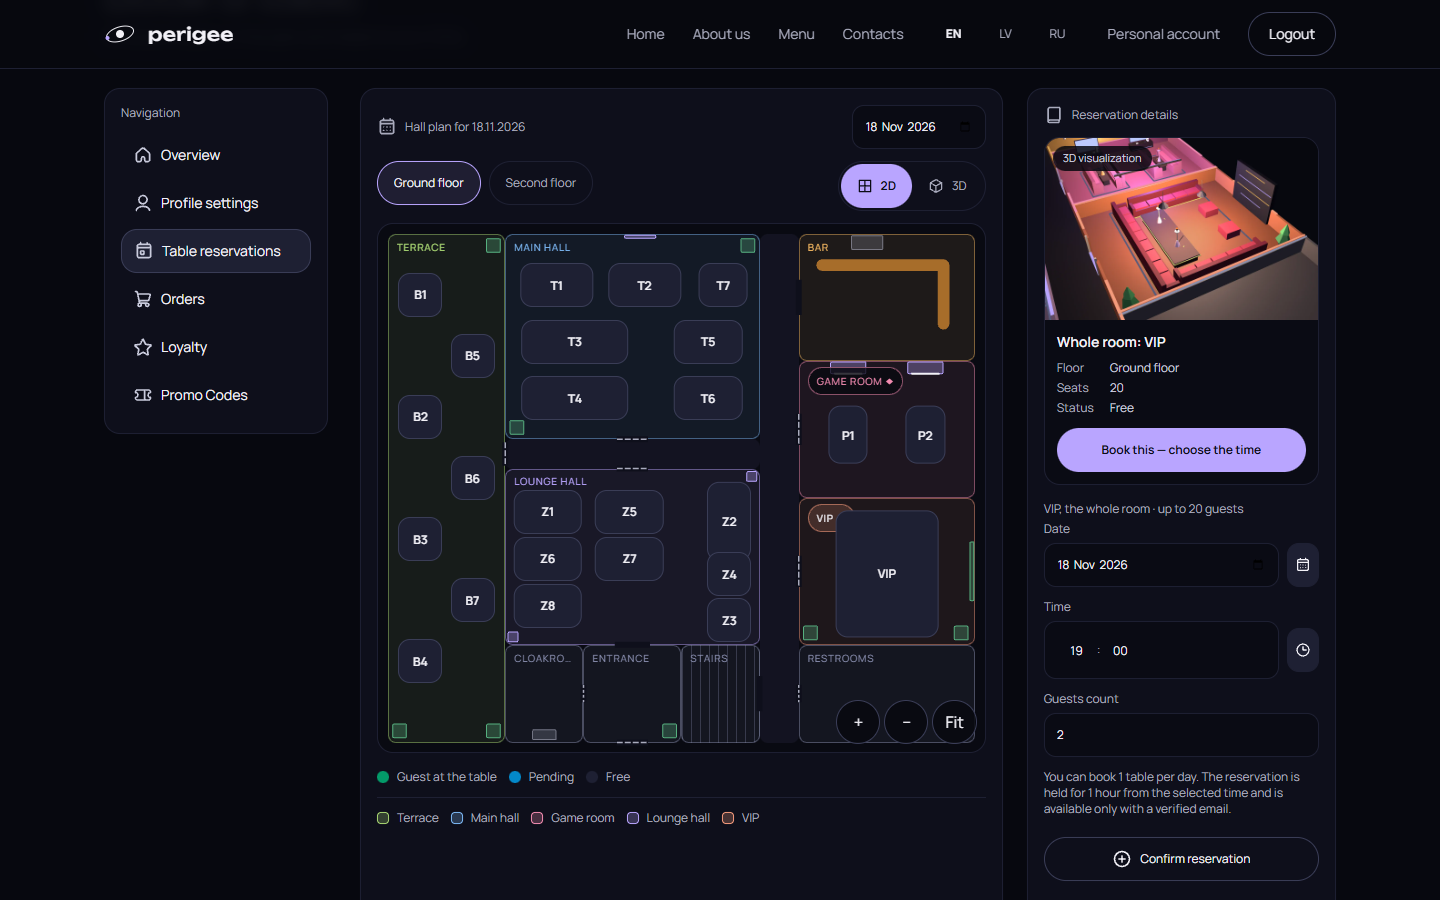 perigee
Home About us Menu Contacts EN LV RU Personal account Logout
Navigation
Overview
Profile settings
Table reservations
Orders
Loyalty
Promo Codes
Hall plan for 18.11.2026
18 Nov 2026
Ground floor Second floor
2D 3D
TERRACE
B1
B5
B2
B6
B3
B7
B4
MAIN HALL
T1 T2 T7
T3 T5
T4 T6
LOUNGE HALL
Z1 Z5 Z2
Z6 Z7 Z4
Z8 Z3
CLOAKRO... ENTRANCE STAIRS
BAR
GAME ROOM
P1 P2
VIP
VIP
RESTROOMS
+ − Fit
Guest at the table Pending Free
Terrace Main hall Game room Lounge hall VIP
Reservation details
3D visualization
Whole room: VIP
Floor Ground floor
Seats 20
Status Free
Book this — choose the time
VIP, the whole room · up to 20 guests
Date
18 Nov 2026
Time
19 : 00
Guests count
2
You can book 1 table per day. The reservation is
held for 1 hour from the selected time and is
available only with a verified email.
Confirm reservation